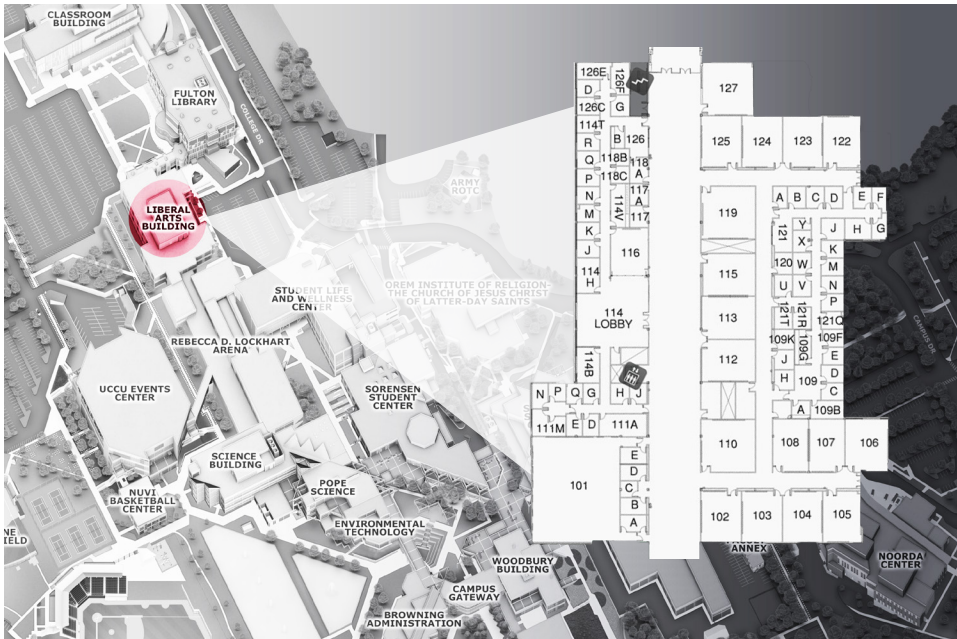 CLASSROOM
BUILDING
FULTON
LIBRARY
COLLEGE DR
ARMY
ROTC
LIBERAL
ARTS
BUILDING
STUDENT LIFE
AND WELLNESS
CENTER
OREM INSTITUTE OF RELIGION-
THE CHURCH OF JESUS CHRIST
OF LATTER-DAY SAINTS
REBECCA D. LOCKHART
ARENA
UCCU EVENTS
CENTER
SORENSEN
STUDENT
CENTER
SCIENCE
BUILDING
POPE
SCIENCE
NUVI
BASKETBALL
CENTER
ENVIRONMENTAL
TECHNOLOGY
WOODBURY
BUILDING
CAMPUS
GATEWAY
BROWNING
ADMINISTRATION
ANNEX
NOORDA
CENTER
CAMPUS DR
126E
126F
D
126C
G
114T
R
B
126
Q
118B
118
P
118C
A
N
114V
117
A
M
117
K
J
116
114
H
114
LOBBY
114B
N
P
Q
G
H
J
111M
E
D
111A
101
E
D
C
B
A
127
125
124
123
122
119
A
B
C
D
E
F
121
Y
J
H
G
X
K
115
120
W
M
U
V
N
113
121T
121R
P
121Q
112
109K
109G
109F
J
E
H
109
D
C
A
109B
110
108
107
106
102
103
104
105